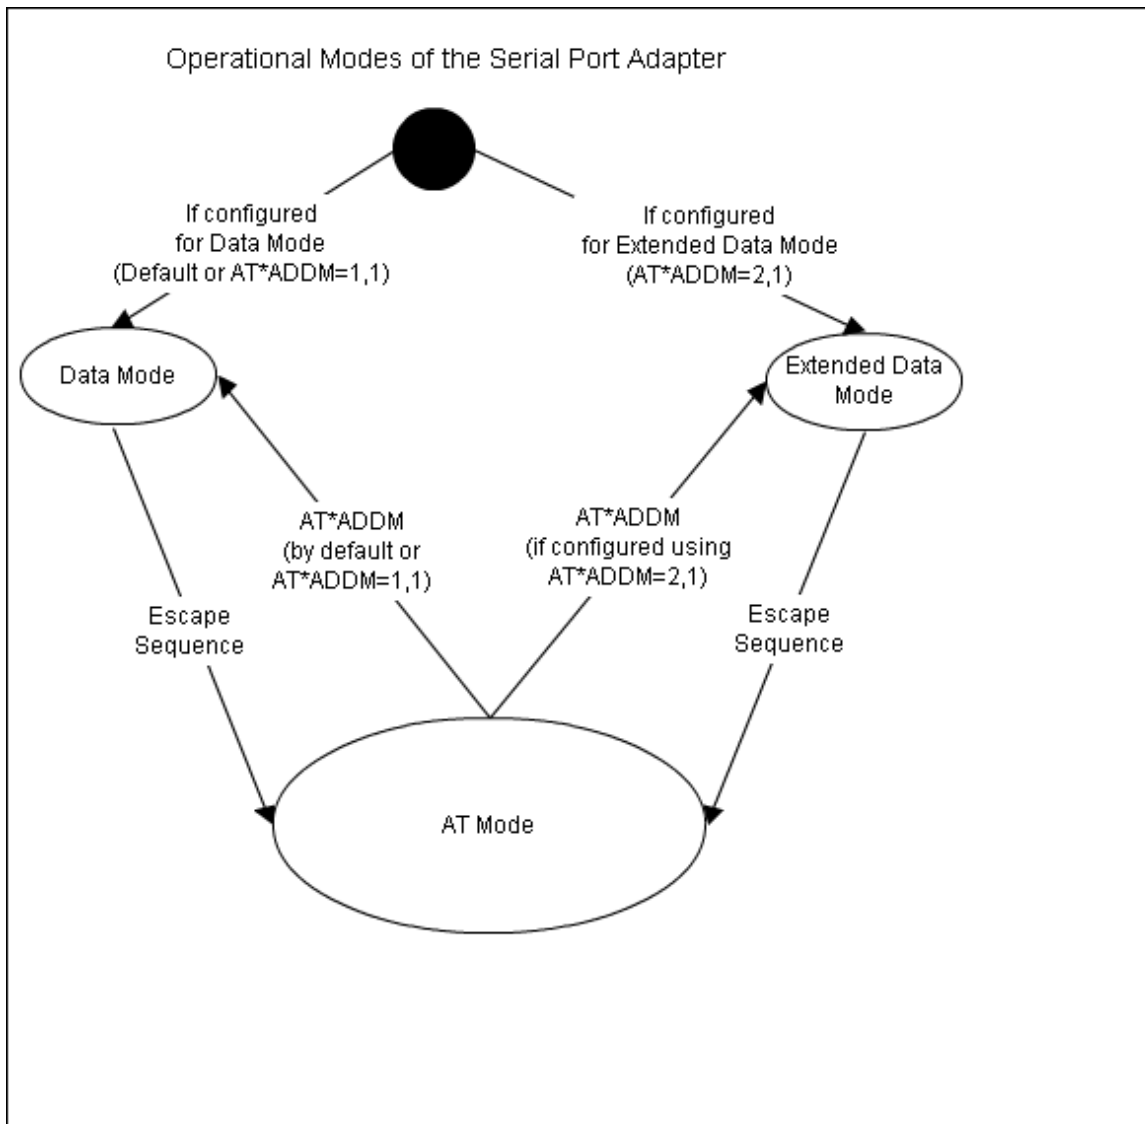 Operational Modes of the Serial Port Adapter
If configured
for Data Mode
(Default or AT*ADDM=1,1)
If configured
for Extended Data Mode
(AT*ADDM=2,1)
Data Mode
Extended Data
Mode
AT*ADDM
(by default or
AT*ADDM=1,1)
AT*ADDM
(if configured using
AT*ADDM=2,1)
Escape
Sequence
Escape
Sequence
AT Mode